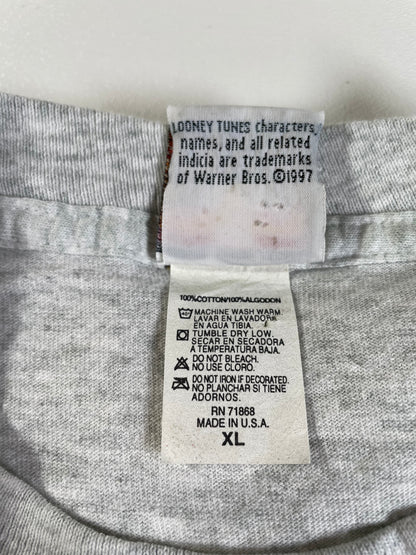 LOONEY TUNES characters,
names, and all related
indicia are trademarks
of Warner Bros. ©1997
100%COTTON/100%ALGODON
MACHINE WASH WARM.
LAVAR EN LAVADORA
EN AGUA TIBIA.
TUMBLE DRY LOW.
SECAR EN SECADORA
A TEMPERATURA BAJA.
DO NOT BLEACH.
NO USE CLORO.
DO NOT IRON IF DECORATED.
NO PLANCHAR SI TIENE
ADORNOS.
RN 71868
MADE IN U.S.A.
XL